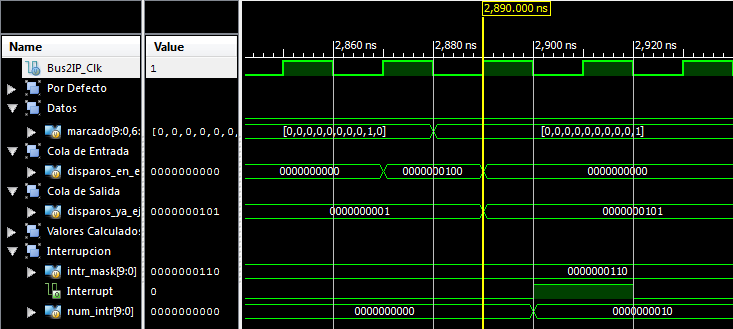 2,890.000 ns
Name Value 2,860 ns 2,880 ns 2,900 ns 2,920 ns
Bus2IP_Clk 1
Por Defecto
Datos
marcado[9:0,6: [0,0,0,0,0,0, [0,0,0,0,0,0,0,0,1,0] [0,0,0,0,0,0,0,0,0,1]
Cola de Entrada
disparos_en_e 0000000000 0000000000 0000000100 0000000000
Cola de Salida
disparos_ya_ej 0000000101 0000000001 0000000101
Valores Calculados
Interrupcion
intr_mask[9:0] 0000000110 0000000110
Interrupt 0
num_intr[9:0] 0000000000 0000000000 0000000010